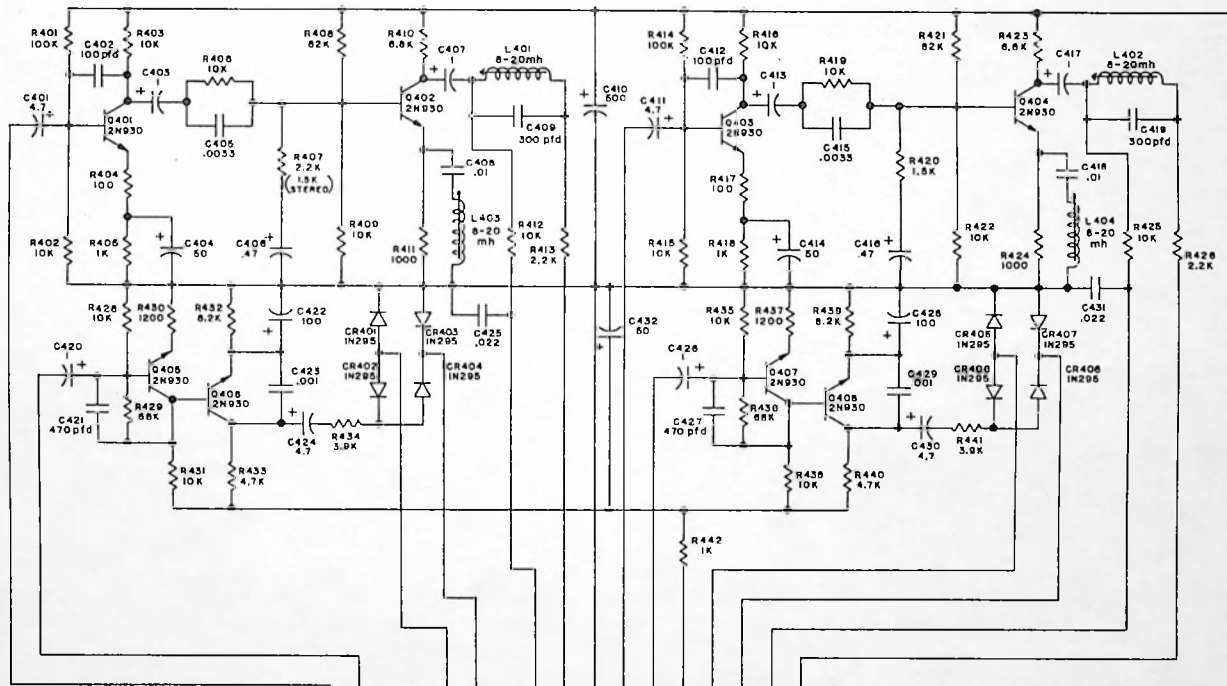 R401
100K
C402
100pfd
R403
10K
C403
1
R406
10K
C405
.0033
C401
4.7
+
+
Q401
2N930
R404
100
R402
10K
R405
1K
+
C404
50
R407
2.2K
(1.5K
STEREO)
+
C406
.47
R408
82K
R409
10K
R410
6.8K
+
C407
1
L401
8-20mh
Q402
2N930
C409
300 pfd
C408
.01
L403
8-20
mh
R411
1000
R412
10K
R413
2.2K
C425
.022
+
C410
500
R428
10K
R430
1200
R432
8.2K
C422
100
+
C420
+
Q405
2N930
Q406
2N930
C423
.001
C421
470pfd
R429
68K
+
C424
4.7
R434
3.9K
R431
10K
R433
4.7K
CR401
1N295
CR402
1N295
CR403
1N295
CR404
1N295
C432
50
+
R414
100K
C412
100pfd
R416
10K
+
C413
1
R419
10K
C415
.0033
C411
4.7
+
Q403
2N930
R417
100
R415
10K
R418
1K
+
C414
50
R420
1.5K
+
C416
.47
R421
82K
R422
10K
R423
6.8K
+
C417
1
L402
8-20mh
Q404
2N930
C419
300pfd
C418
.01
L404
8-20
mh
R424
1000
R425
10K
R426
2.2K
C431
.022
R435
10K
R437
1200
R439
8.2K
C428
100
+
C426
+
Q407
2N930
Q408
2N930
C429
.001
C427
470 pfd
R436
68K
+
C430
4.7
R441
3.9K
R438
10K
R440
4.7K
CR405
1N295
1N295
CR407
1N295
1N295
R442
1K